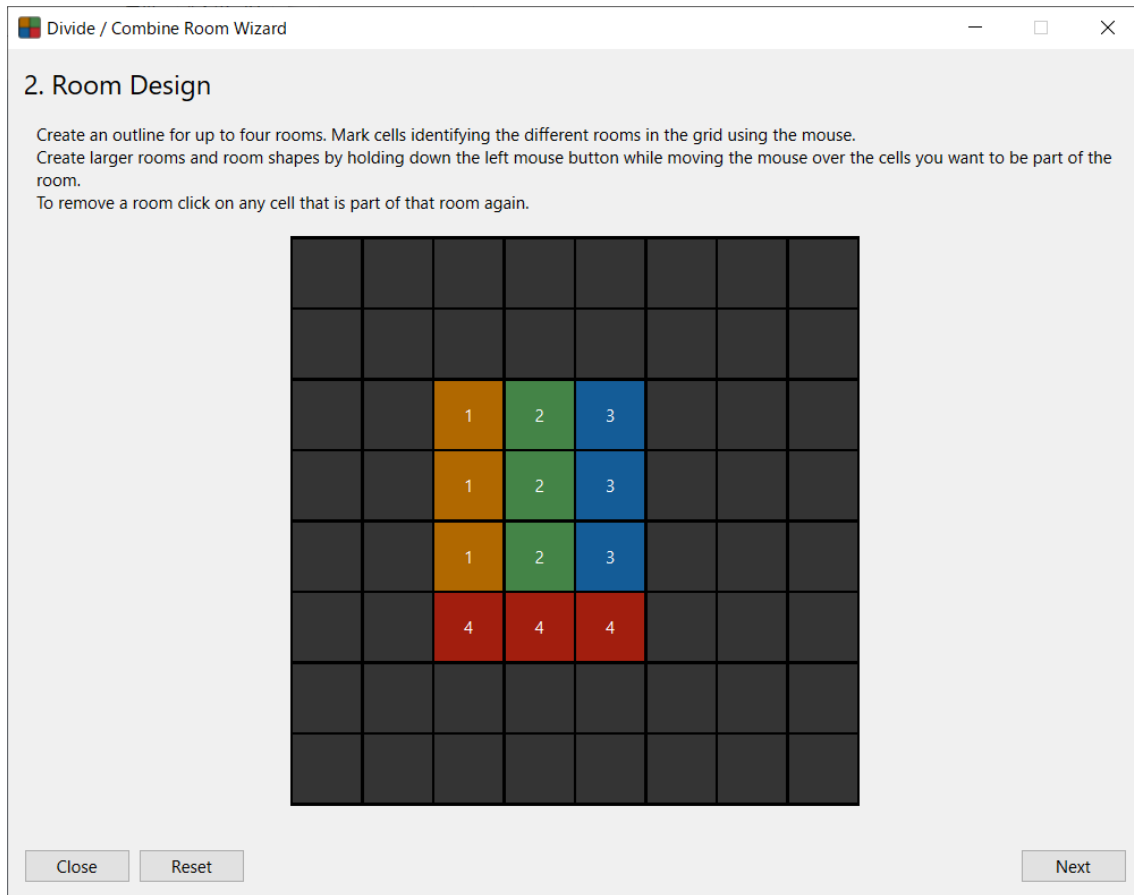 Divide / Combine Room Wizard
2. Room Design
Create an outline for up to four rooms. Mark cells identifying the different rooms in the grid using the mouse.
Create larger rooms and room shapes by holding down the left mouse button while moving the mouse over the cells you want to be part of the
room.
To remove a room click on any cell that is part of that room again.
1 2 3
1 2 3
1 2 3
4 4 4
Close Reset Next